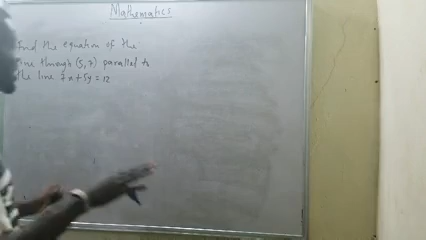 Mathematics
find the equation of the
line through (5,7) parallel to
the line 7x+5y=12